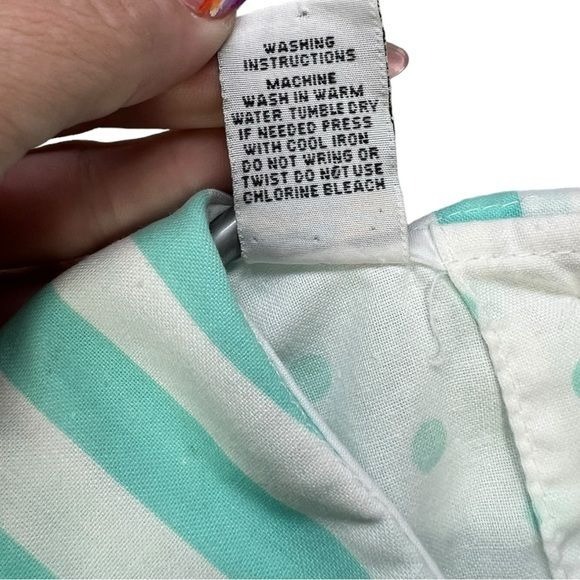 WASHING
INSTRUCTIONS
MACHINE
WASH IN WARM
WATER TUMBLE DRY
IF NEEDED PRESS
WITH COOL IRON
DO NOT WRING OR
TWIST DO NOT USE
CHLORINE BLEACH